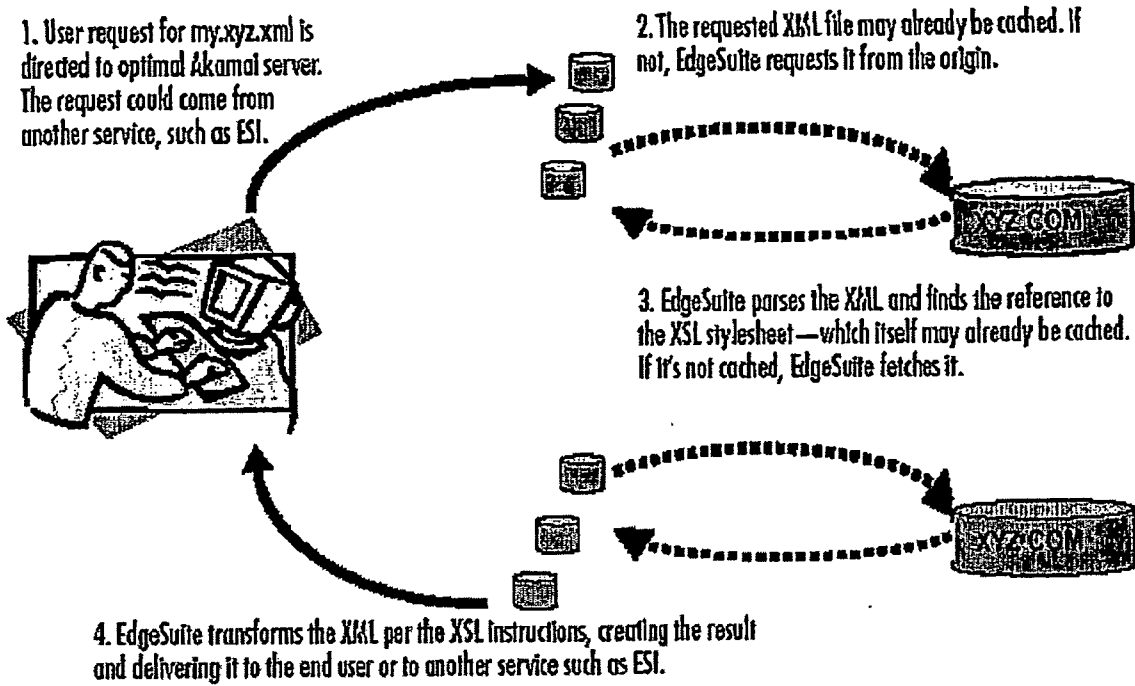 1. User request for my.xyz.xml is
directed to optimal Akamai server.
The request could come from
another service, such as ESI.
2. The requested XML file may already be cached. If
not, EdgeSuite requests it from the origin.
XYZ.COM
3. EdgeSuite parses the XML and finds the reference to
the XSL stylesheet—which itself may already be cached.
If it's not cached, EdgeSuite fetches it.
XYZ.COM
4. EdgeSuite transforms the XML per the XSL instructions, creating the result
and delivering it to the end user or to another service such as ESI.